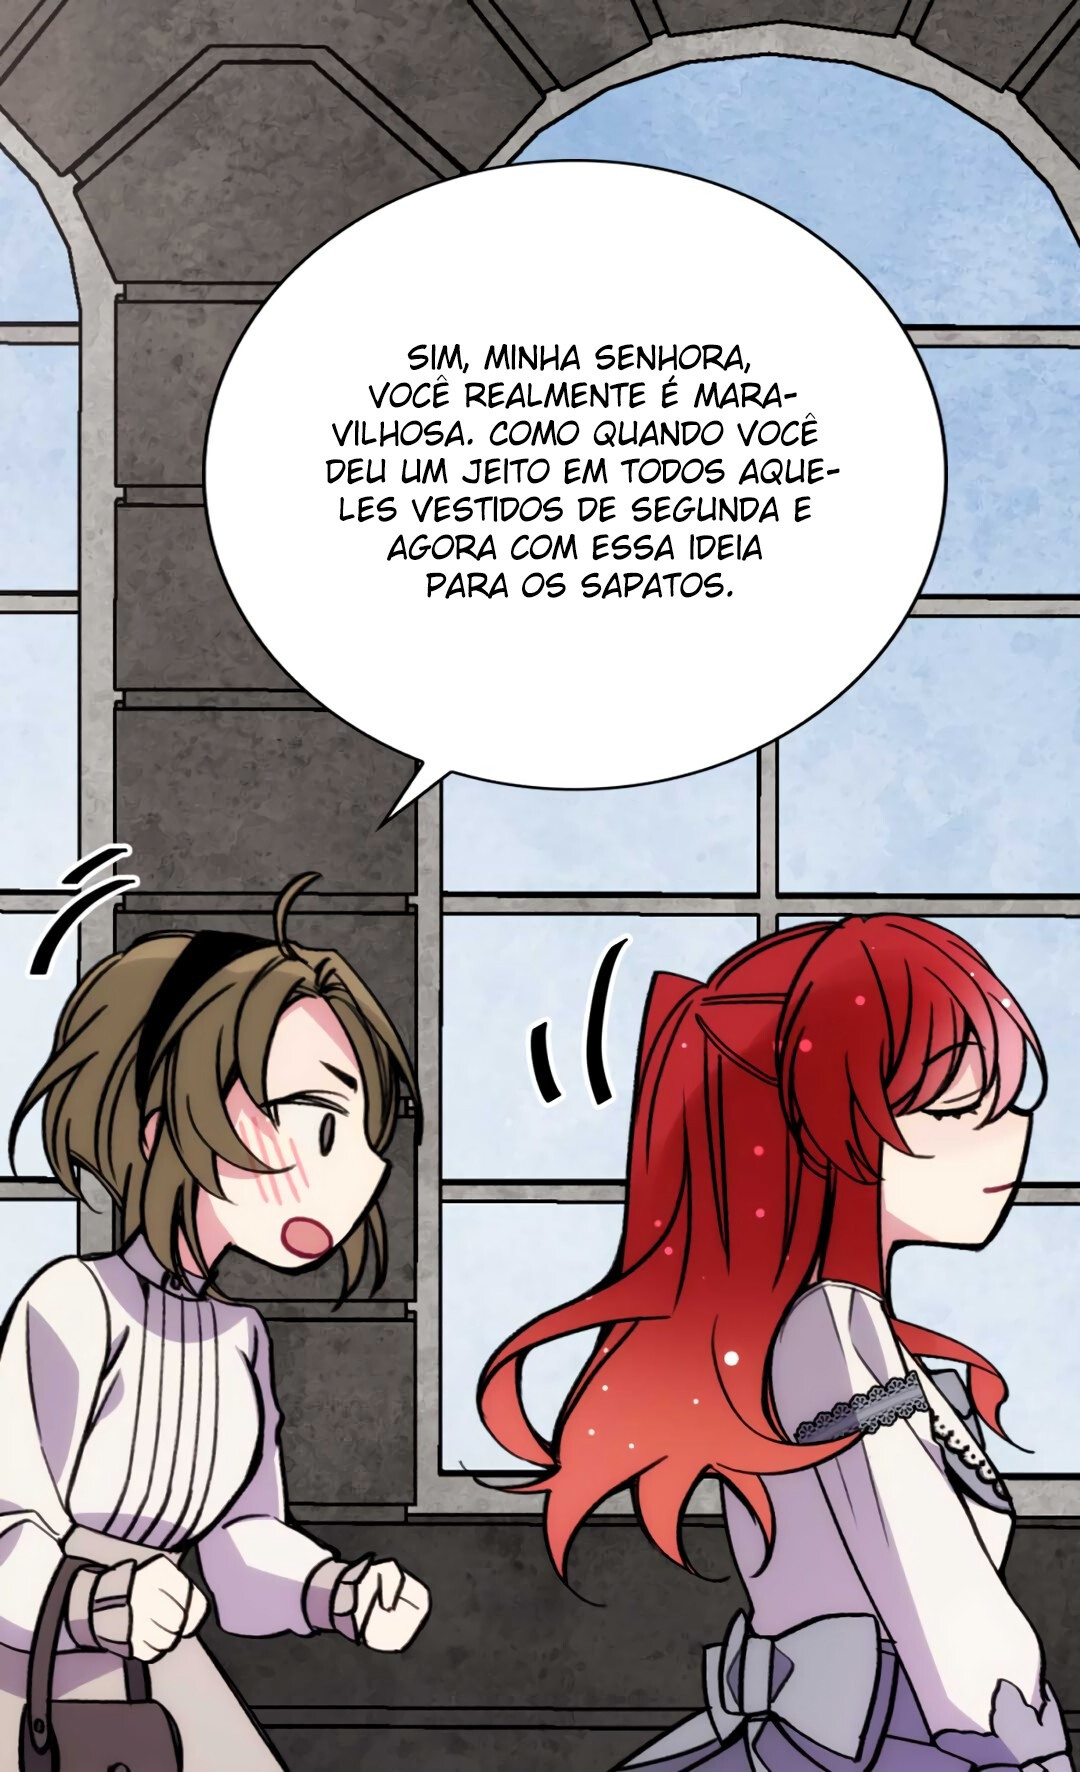 SIM, MINHA SENHORA,
VOCÊ REALMENTE É MARA-
VILHOSA. COMO QUANDO VOCÊ
DEU UM JEITO EM TODOS AQUE-
LES VESTIDOS DE SEGUNDA E
AGORA COM ESSA IDEIA
PARA OS SAPATOS.